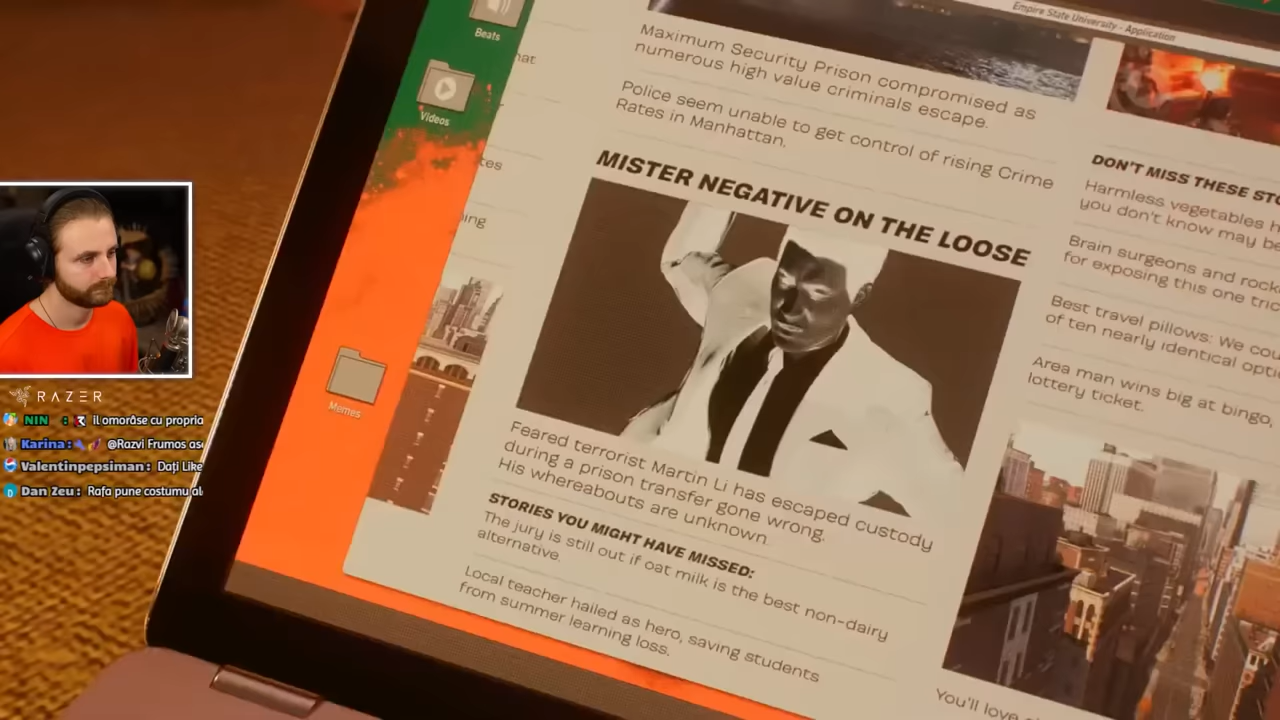 Empire State University - Application
Beats
Videos
Memes
hat
tes
ing
Maximum Security Prison compromised as
numerous high value criminals escape.
Police seem unable to get control of rising Crime
Rates in Manhattan.
MISTER NEGATIVE ON THE LOOSE
Feared terrorist Martin Li has escaped custody
during a prison transfer gone wrong.
His whereabouts are unknown.
STORIES YOU MIGHT HAVE MISSED:
The jury is still out if oat milk is the best non-dairy
alternative.
Local teacher hailed as hero, saving students
from summer learning loss.
DON'T MISS THESE STO
Harmless vegetables h
you don't know may be
Brain surgeons and rock
for exposing this one tric
Best travel pillows: We cou
of ten nearly identical optio
Area man wins big at bingo,
lottery ticket.
You'll love
RAZER
NIN : il omorâse cu propria
Karina : @Razvi Frumos as
Valentinpepsiman : Dați Like
Dan Zeu : Rafa pune costumu al